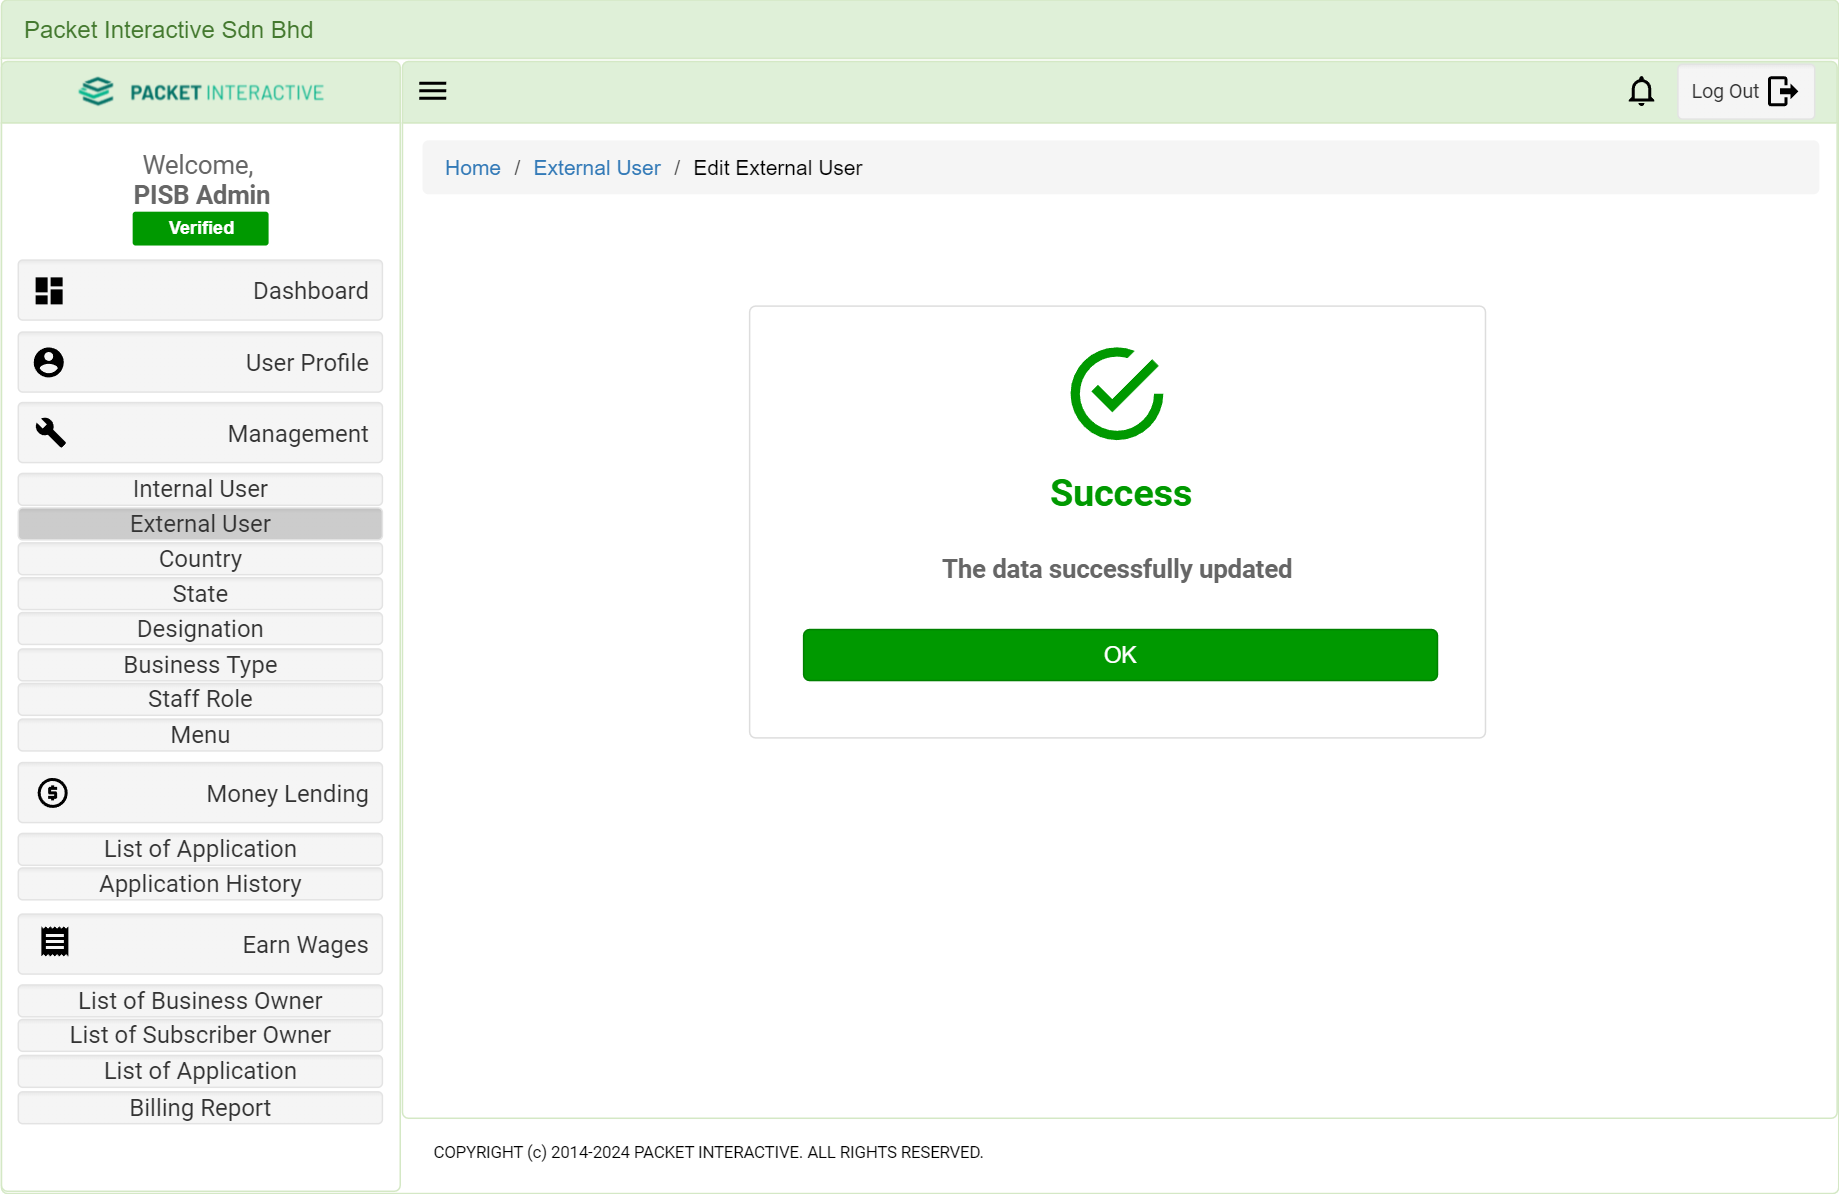 Packet Interactive Sdn Bhd
PACKET INTERACTIVE
Log Out
Welcome,
PISB Admin
Verified
Dashboard
User Profile
Management
Internal User
External User
Country
State
Designation
Business Type
Staff Role
Menu
Money Lending
List of Application
Application History
Earn Wages
List of Business Owner
List of Subscriber Owner
List of Application
Billing Report
Home / External User / Edit External User
Success
The data successfully updated
OK
COPYRIGHT (c) 2014-2024 PACKET INTERACTIVE. ALL RIGHTS RESERVED.